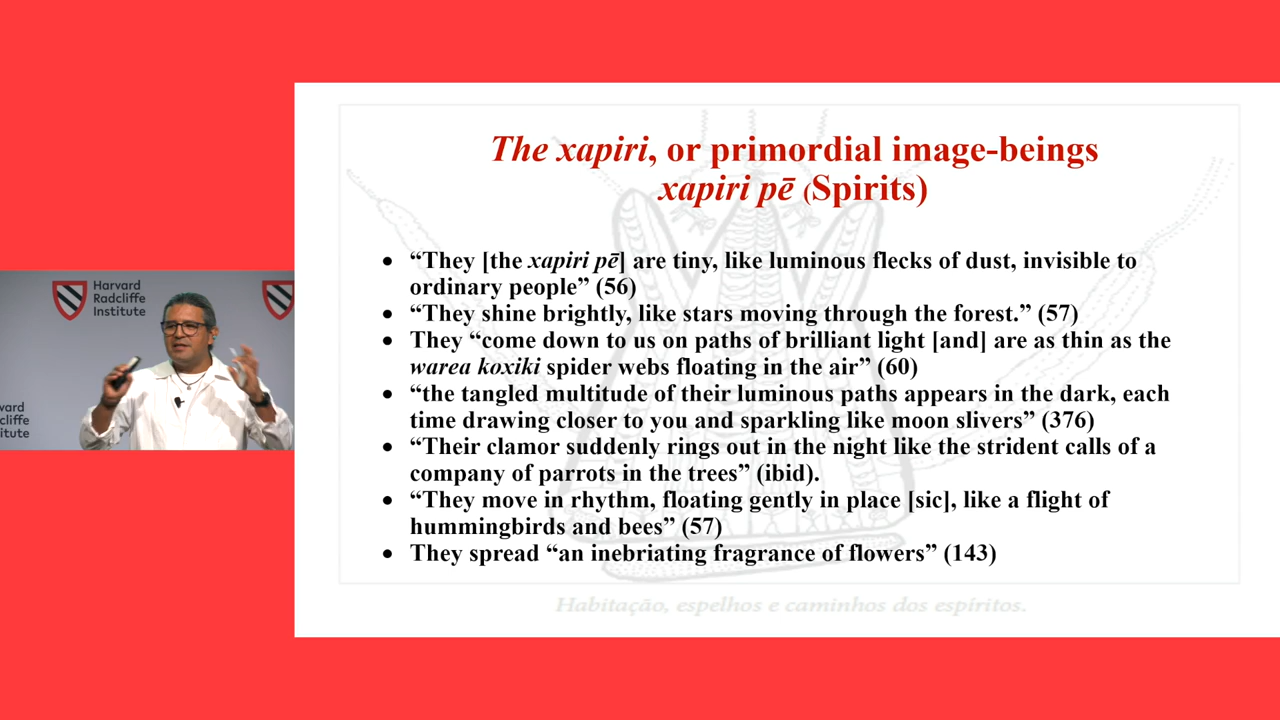 Harvard
Radcliffe
Institute
vard
cliffe
itute
The xapiri, or primordial image-beings
xapiri pē (Spirits)
• “They [the xapiri pē] are tiny, like luminous flecks of dust, invisible to
ordinary people” (56)
• “They shine brightly, like stars moving through the forest.” (57)
• They “come down to us on paths of brilliant light [and] are as thin as the
warea koxiki spider webs floating in the air” (60)
• “the tangled multitude of their luminous paths appears in the dark, each
time drawing closer to you and sparkling like moon slivers” (376)
• “Their clamor suddenly rings out in the night like the strident calls of a
company of parrots in the trees” (ibid).
• “They move in rhythm, floating gently in place [sic], like a flight of
hummingbirds and bees” (57)
• They spread “an inebriating fragrance of flowers” (143)
Habitação, espelhos e caminhos dos espíritos.